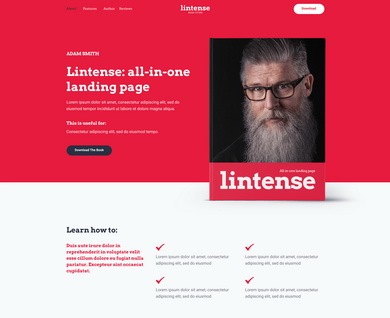 Home Features Author Reviews
lintense
Download
ADAM SMITH
Lintense: all-in-one
landing page
Lorem ipsum dolor sit amet, consectetur adipiscing
elit, sed do eiusmod tempor incididunt
ut labore et dolore magna aliqua.
This is useful for:
Consectetur adipiscing elit, sed do eiusmod tempo.
Download The Book
All-in-one landing page
lintense
Learn how to:
Duis aute irure dolor in
reprehenderit in voluptate velit
esse cillum dolore eu fugiat nulla
pariatur. Excepteur sint occaecat
cupidatat.
Lorem ipsum dolor sit amet, consectetur
adipiscing elit, sed do eiusmod
Lorem ipsum dolor sit amet, consectetur
adipiscing elit, sed do eiusmod
Lorem ipsum dolor sit amet, consectetur
adipiscing elit, sed do eiusmod
Lorem ipsum dolor sit amet, consectetur
adipiscing elit, sed do eiusmod